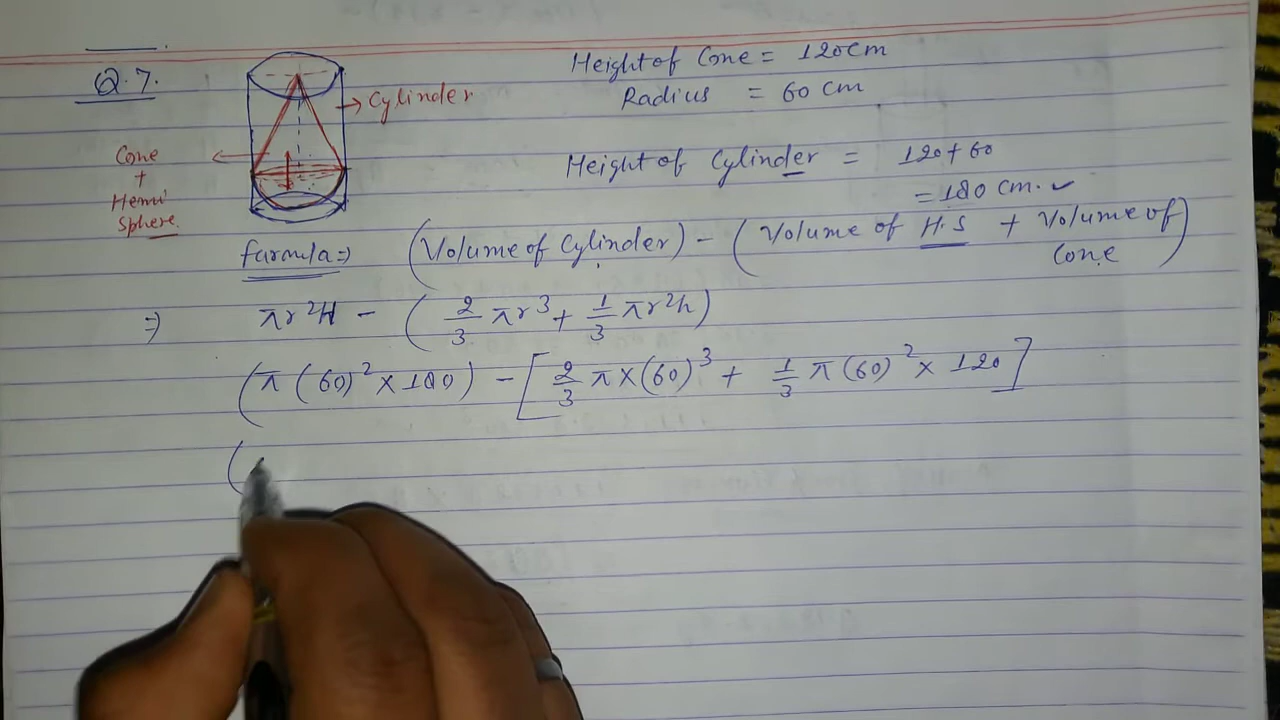 Q.7.
→ Cylinder
Cone
+
Hemi
Sphere.
Height of Cone = 120cm
Radius = 60 cm
Height of Cylinder = 120+60
= 180 cm. ✓
formula ⇒ (Volume of Cylinder) - (Volume of H.S + Volume of Cone)
⇒ πr²H - (2/3 πr³ + 1/3 πr²h)
(π (60)² × 180) - [2/3 π × (60)³ + 1/3 π (60)² × 120]
(